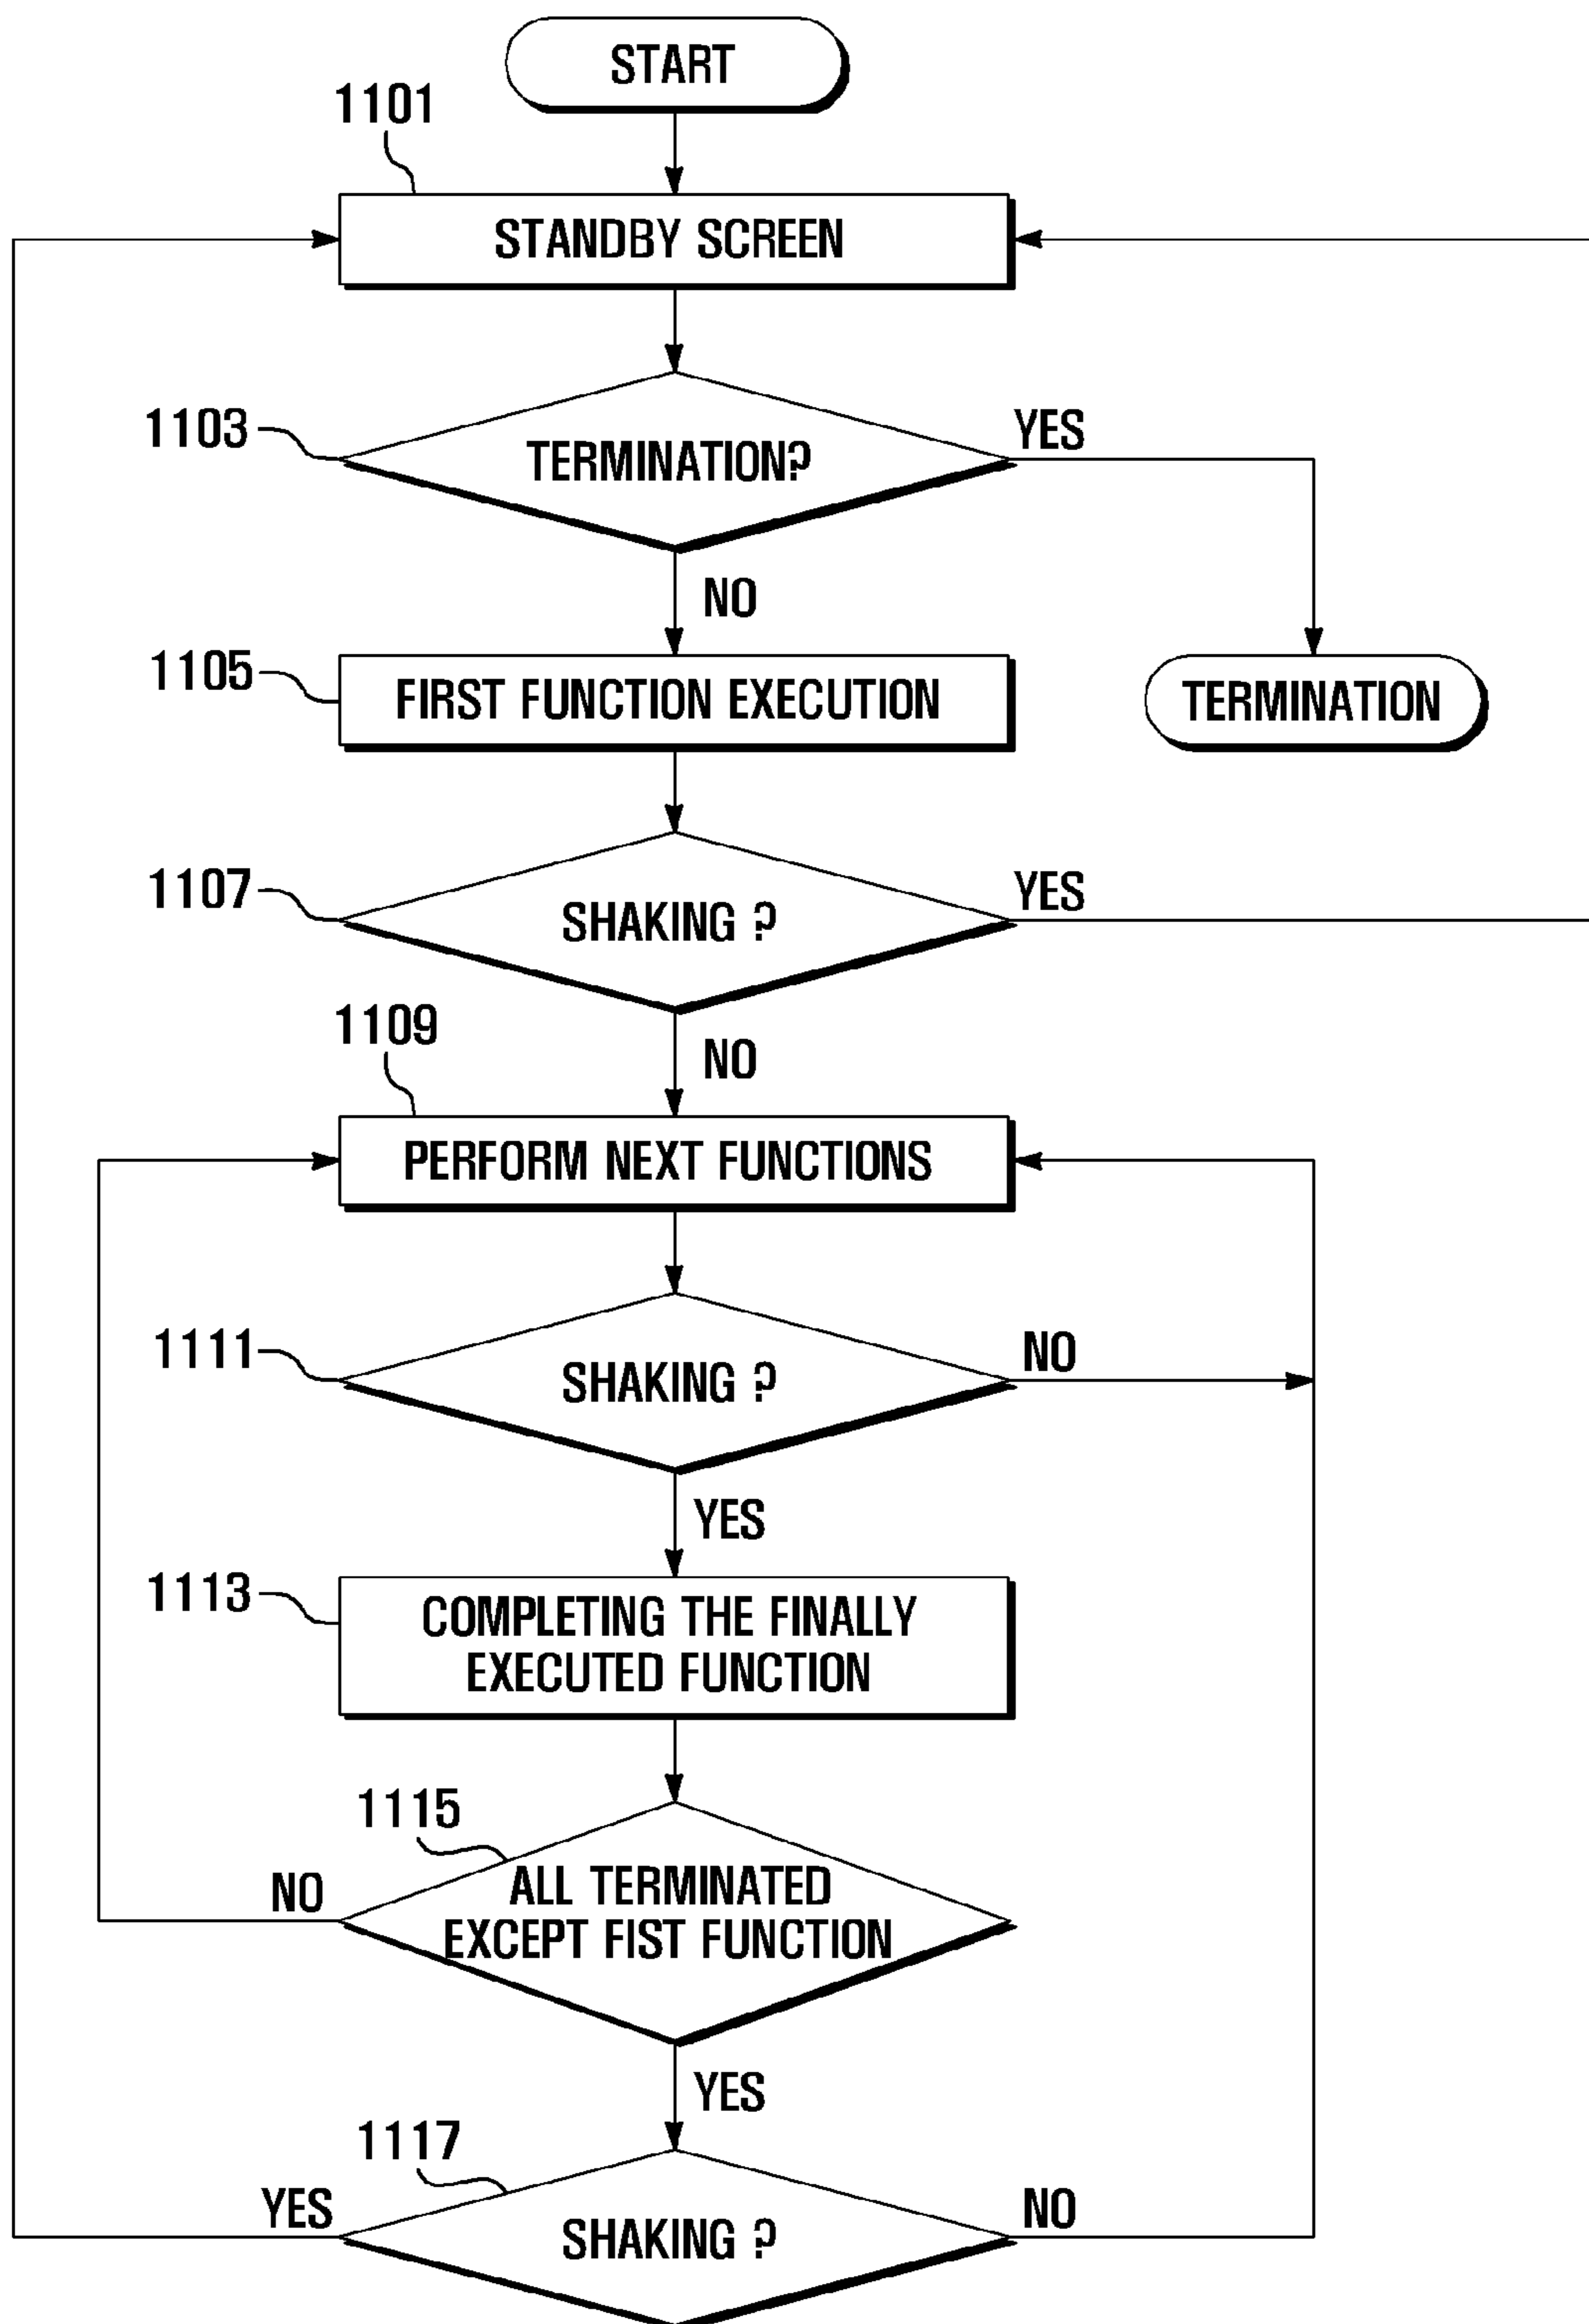 START
1101
STANDBY SCREEN
1103
TERMINATION?
YES
NO
1105
FIRST FUNCTION EXECUTION
TERMINATION
1107
SHAKING ?
YES
NO
1109
PERFORM NEXT FUNCTIONS
1111
SHAKING ?
NO
YES
1113
COMPLETING THE FINALLY
EXECUTED FUNCTION
1115
ALL TERMINATED
EXCEPT FIST FUNCTION
NO
YES
1117
SHAKING ?
YES
NO